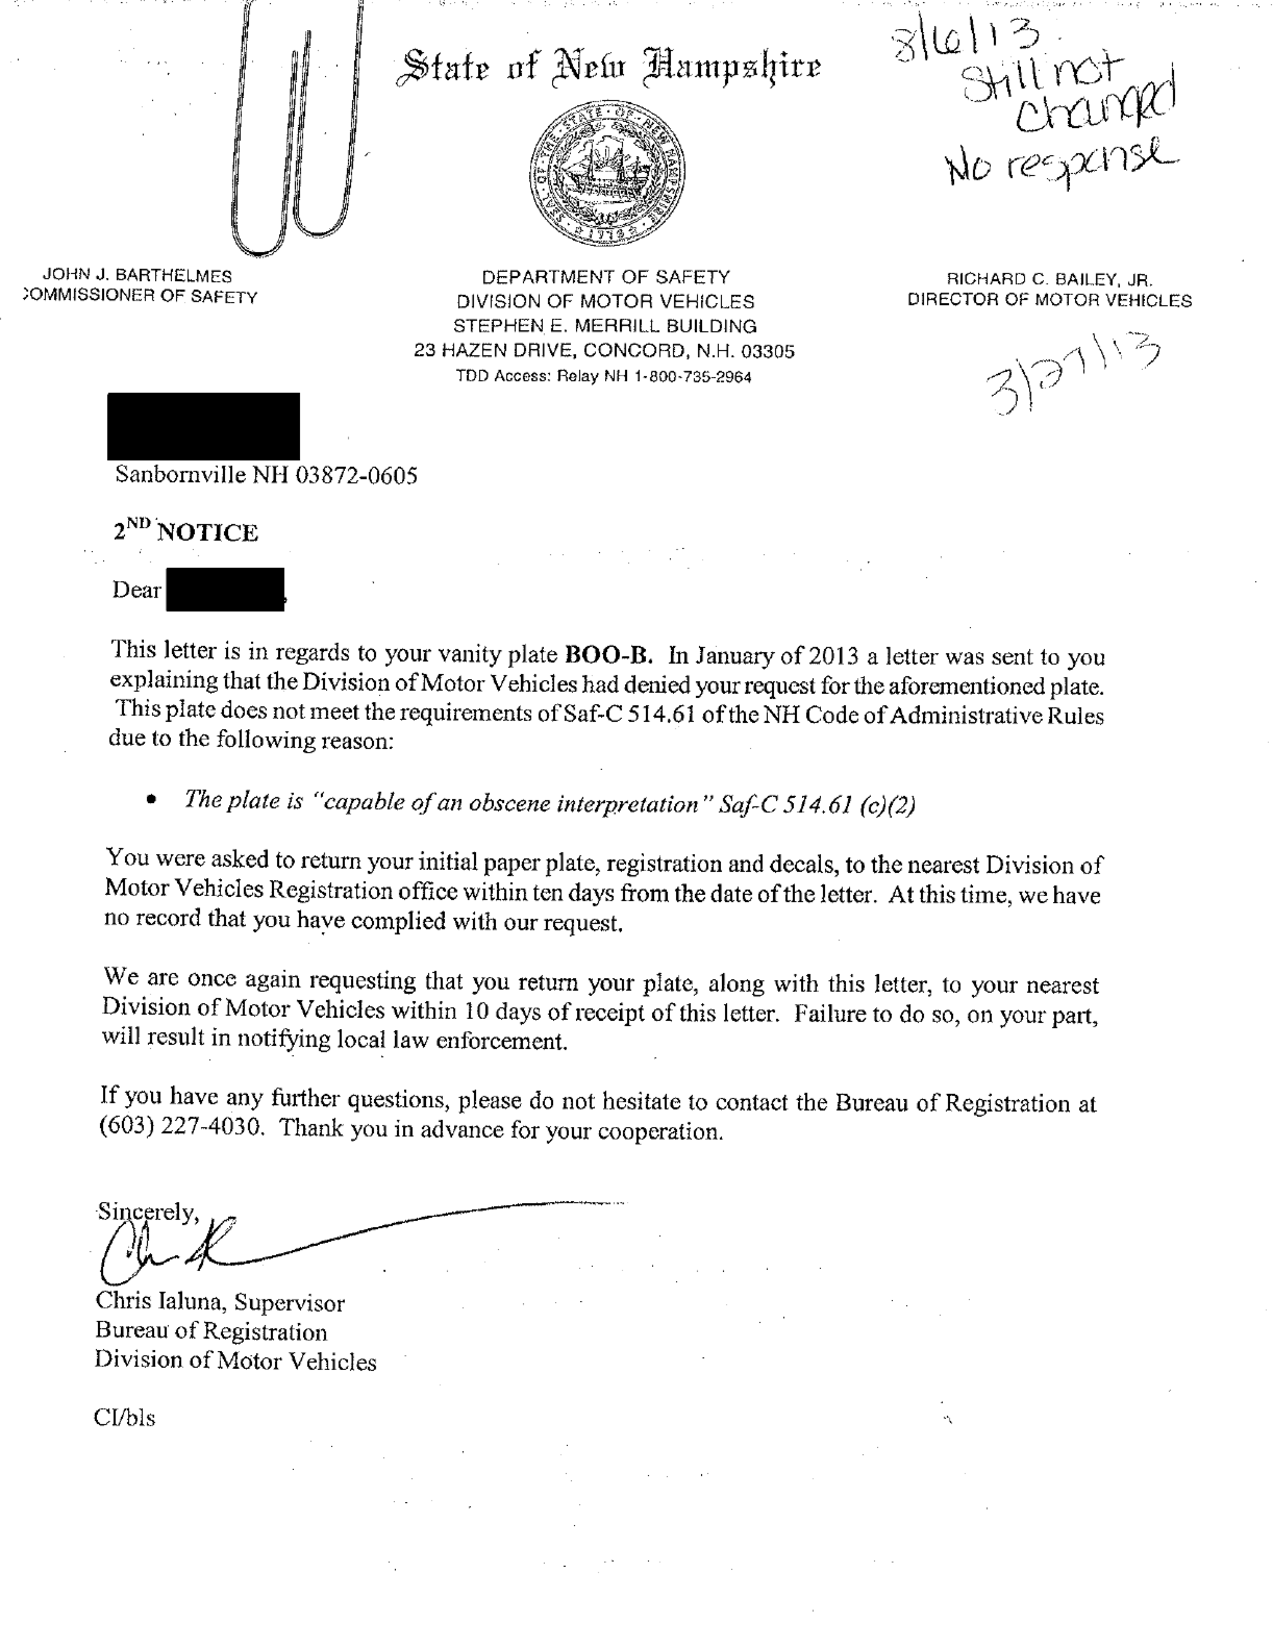 8/6/13
Still not
Changed
No response
State of New Hampshire
SEAL · OF · THE · STATE · OF · NEW HAMPSHIRE
· 1776 ·
JOHN J. BARTHELMES
COMMISSIONER OF SAFETY
DEPARTMENT OF SAFETY
DIVISION OF MOTOR VEHICLES
STEPHEN E. MERRILL BUILDING
23 HAZEN DRIVE, CONCORD, N.H. 03305
TDD Access: Relay NH 1-800-735-2964
RICHARD C. BAILEY, JR.
DIRECTOR OF MOTOR VEHICLES
3/27/13
Sanbornville NH 03872-0605
2ND NOTICE
Dear
This letter is in regards to your vanity plate BOO-B. In January of 2013 a letter was sent to you
explaining that the Division of Motor Vehicles had denied your request for the aforementioned plate.
This plate does not meet the requirements of Saf-C 514.61 of the NH Code of Administrative Rules
due to the following reason:
• The plate is "capable of an obscene interpretation" Saf-C 514.61 (c)(2)
You were asked to return your initial paper plate, registration and decals, to the nearest Division of
Motor Vehicles Registration office within ten days from the date of the letter. At this time, we have
no record that you have complied with our request.
We are once again requesting that you return your plate, along with this letter, to your nearest
Division of Motor Vehicles within 10 days of receipt of this letter. Failure to do so, on your part,
will result in notifying local law enforcement.
If you have any further questions, please do not hesitate to contact the Bureau of Registration at
(603) 227-4030. Thank you in advance for your cooperation.
Sincerely,
Chris Ialuna, Supervisor
Bureau of Registration
Division of Motor Vehicles
CI/bls